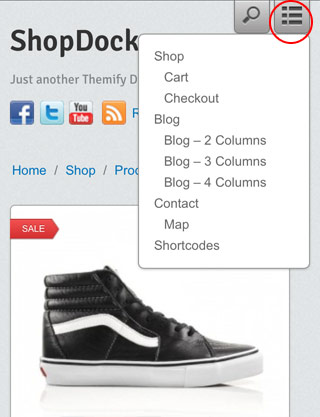 ShopDock
Just another Themify D
You
Tube
R
Shop
Cart
Checkout
Blog
Blog – 2 Columns
Blog – 3 Columns
Blog – 4 Columns
Contact
Map
Shortcodes
Home / Shop / Prod
SALE